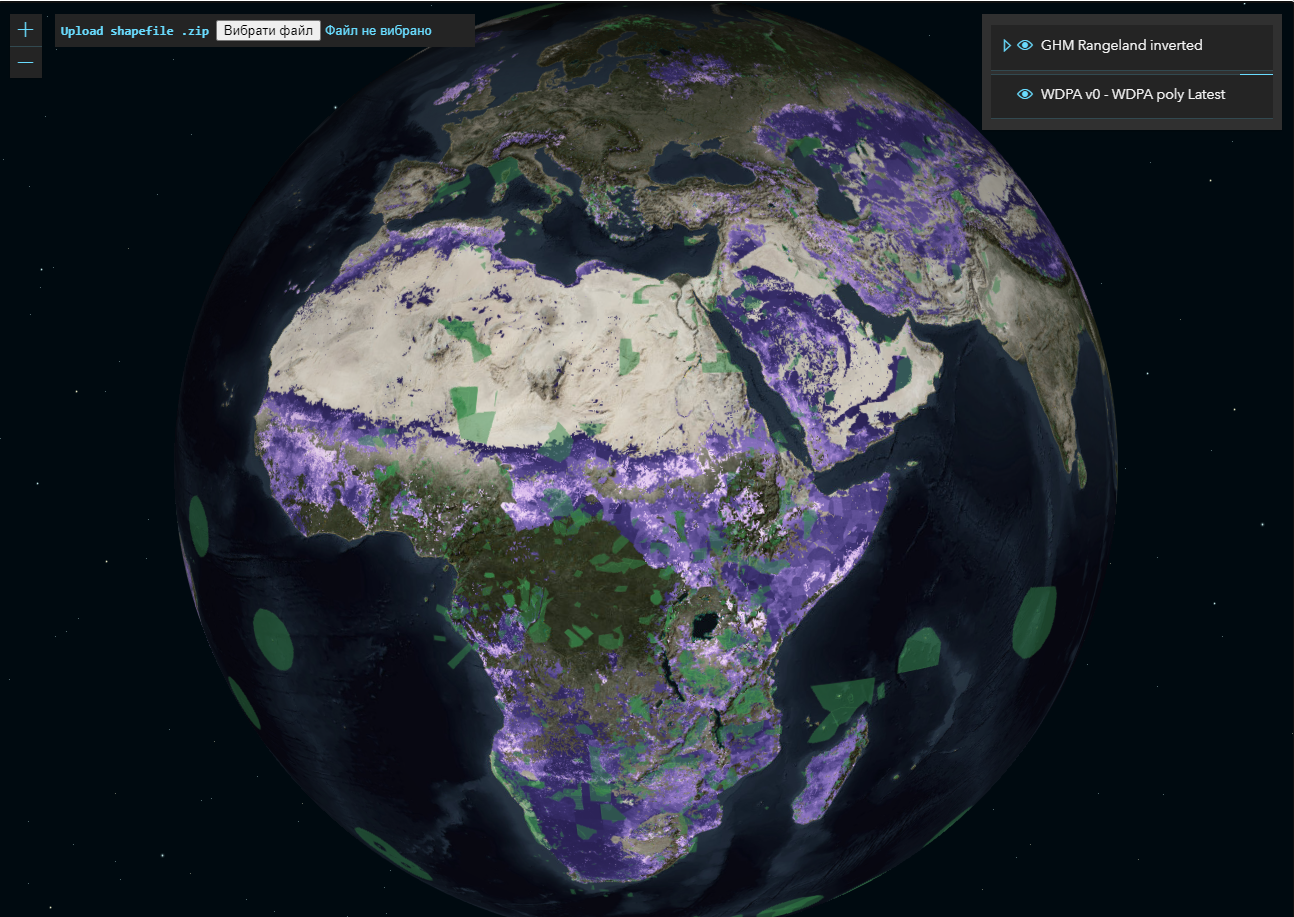 Upload shapefile .zip Вибрати файл Файл не вибрано
GHM Rangeland inverted
WDPA v0 - WDPA poly Latest